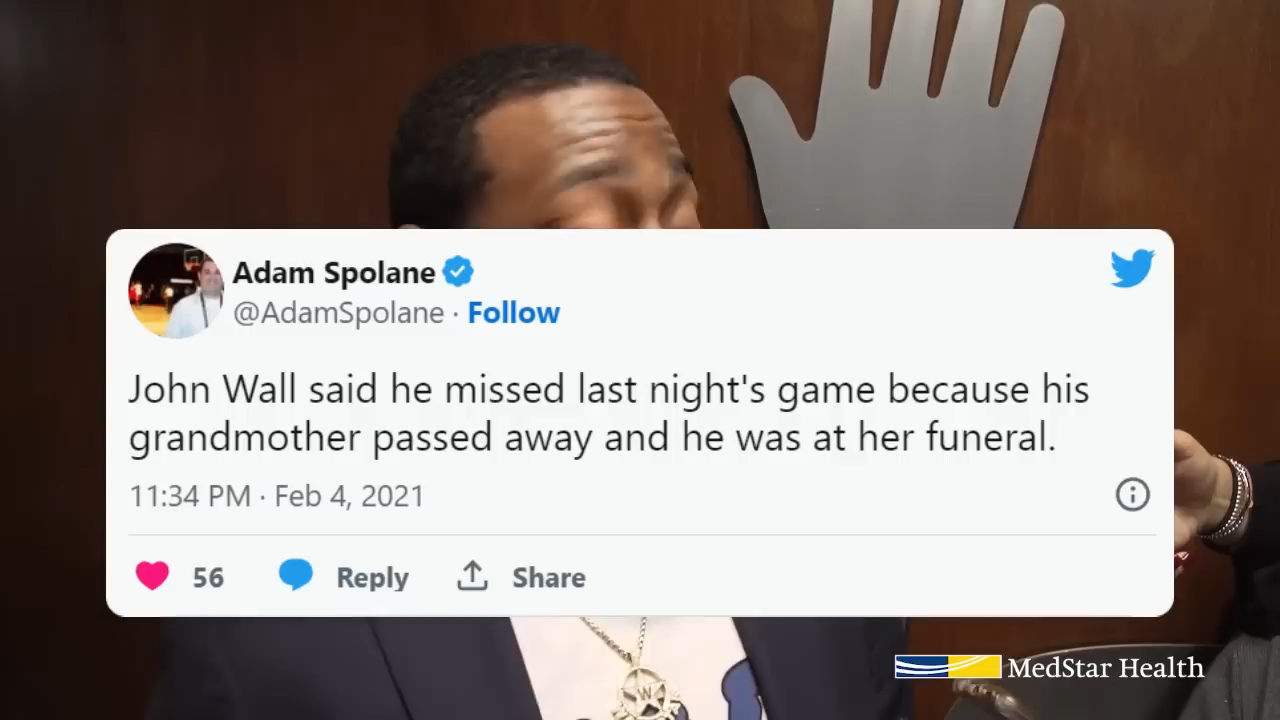 Adam Spolane
@AdamSpolane · Follow
John Wall said he missed last night's game because his
grandmother passed away and he was at her funeral.
11:34 PM · Feb 4, 2021
56 Reply Share
W
MedStar Health